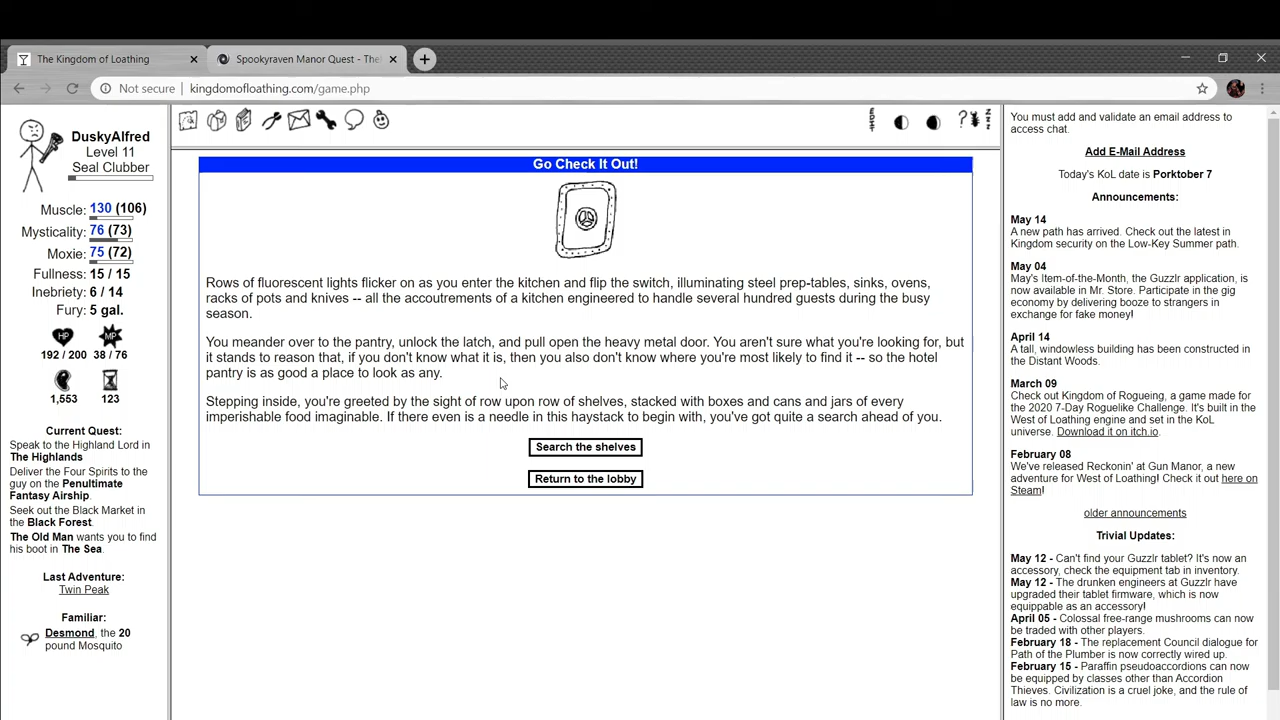 The Kingdom of Loathing
Spookyraven Manor Quest - The
Not secure
kingdomofloathing.com/game.php
DuskyAlfred
Level 11
Seal Clubber
Muscle: 130 (106)
Mysticality: 76 (73)
Moxie: 75 (72)
Fullness: 15 / 15
Inebriety: 6 / 14
Fury: 5 gal.
HP
MP
192 / 200
38 / 76
1,553
123
Current Quest:
Speak to the Highland Lord in
The Highlands
Deliver the Four Spirits to the
guy on the Penultimate
Fantasy Airship.
Seek out the Black Market in
the Black Forest.
The Old Man wants you to find
his boot in The Sea.
Last Adventure:
Twin Peak
Familiar:
Desmond, the 20
pound Mosquito
EDIT
? ZZZ
Go Check It Out!
Rows of fluorescent lights flicker on as you enter the kitchen and flip the switch, illuminating steel prep-tables, sinks, ovens,
racks of pots and knives -- all the accoutrements of a kitchen engineered to handle several hundred guests during the busy
season.
You meander over to the pantry, unlock the latch, and pull open the heavy metal door. You aren't sure what you're looking for, but
it stands to reason that, if you don't know what it is, then you also don't know where you're most likely to find it -- so the hotel
pantry is as good a place to look as any.
Stepping inside, you're greeted by the sight of row upon row of shelves, stacked with boxes and cans and jars of every
imperishable food imaginable. If there even is a needle in this haystack to begin with, you've got quite a search ahead of you.
Search the shelves
Return to the lobby
You must add and validate an email address to
access chat.
Add E-Mail Address
Today's KoL date is Porktober 7
Announcements:
May 14
A new path has arrived. Check out the latest in
Kingdom security on the Low-Key Summer path.
May 04
May's Item-of-the-Month, the Guzzlr application, is
now available in Mr. Store. Participate in the gig
economy by delivering booze to strangers in
exchange for fake money!
April 14
A tall, windowless building has been constructed in
the Distant Woods.
March 09
Check out Kingdom of Rogueing, a game made for
the 2020 7-Day Roguelike Challenge. It's built in the
West of Loathing engine and set in the KoL
universe. Download it on itch.io.
February 08
We've released Reckonin' at Gun Manor, a new
adventure for West of Loathing! Check it out here on
Steam!
older announcements
Trivial Updates:
May 12 - Can't find your Guzzlr tablet? It's now an
accessory, check the equipment tab in inventory.
May 12 - The drunken engineers at Guzzlr have
upgraded their tablet firmware, which is now
equippable as an accessory!
April 05 - Colossal free-range mushrooms can now
be traded with other players.
February 18 - The replacement Council dialogue for
Path of the Plumber is now correctly wired up.
February 15 - Paraffin pseudoaccordions can now
be equipped by classes other than Accordion
Thieves. Civilization is a cruel joke, and the rule of
law is no more.